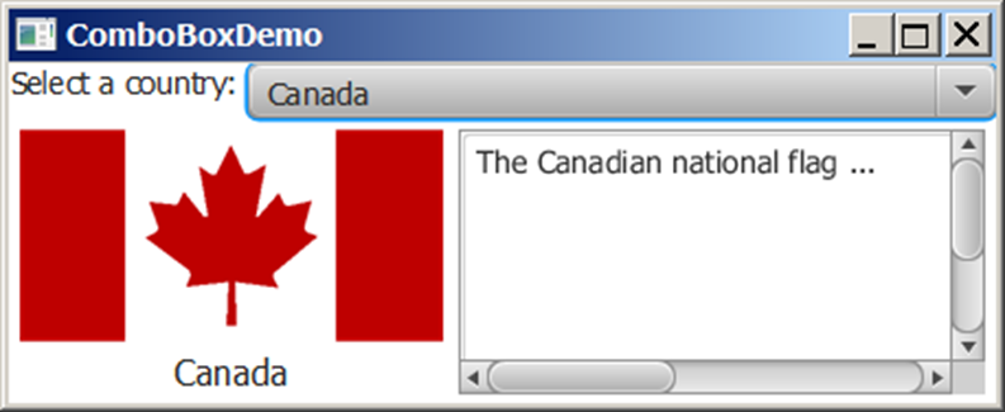 ComboBoxDemo
Select a country: Canada
The Canadian national flag ...
Canada